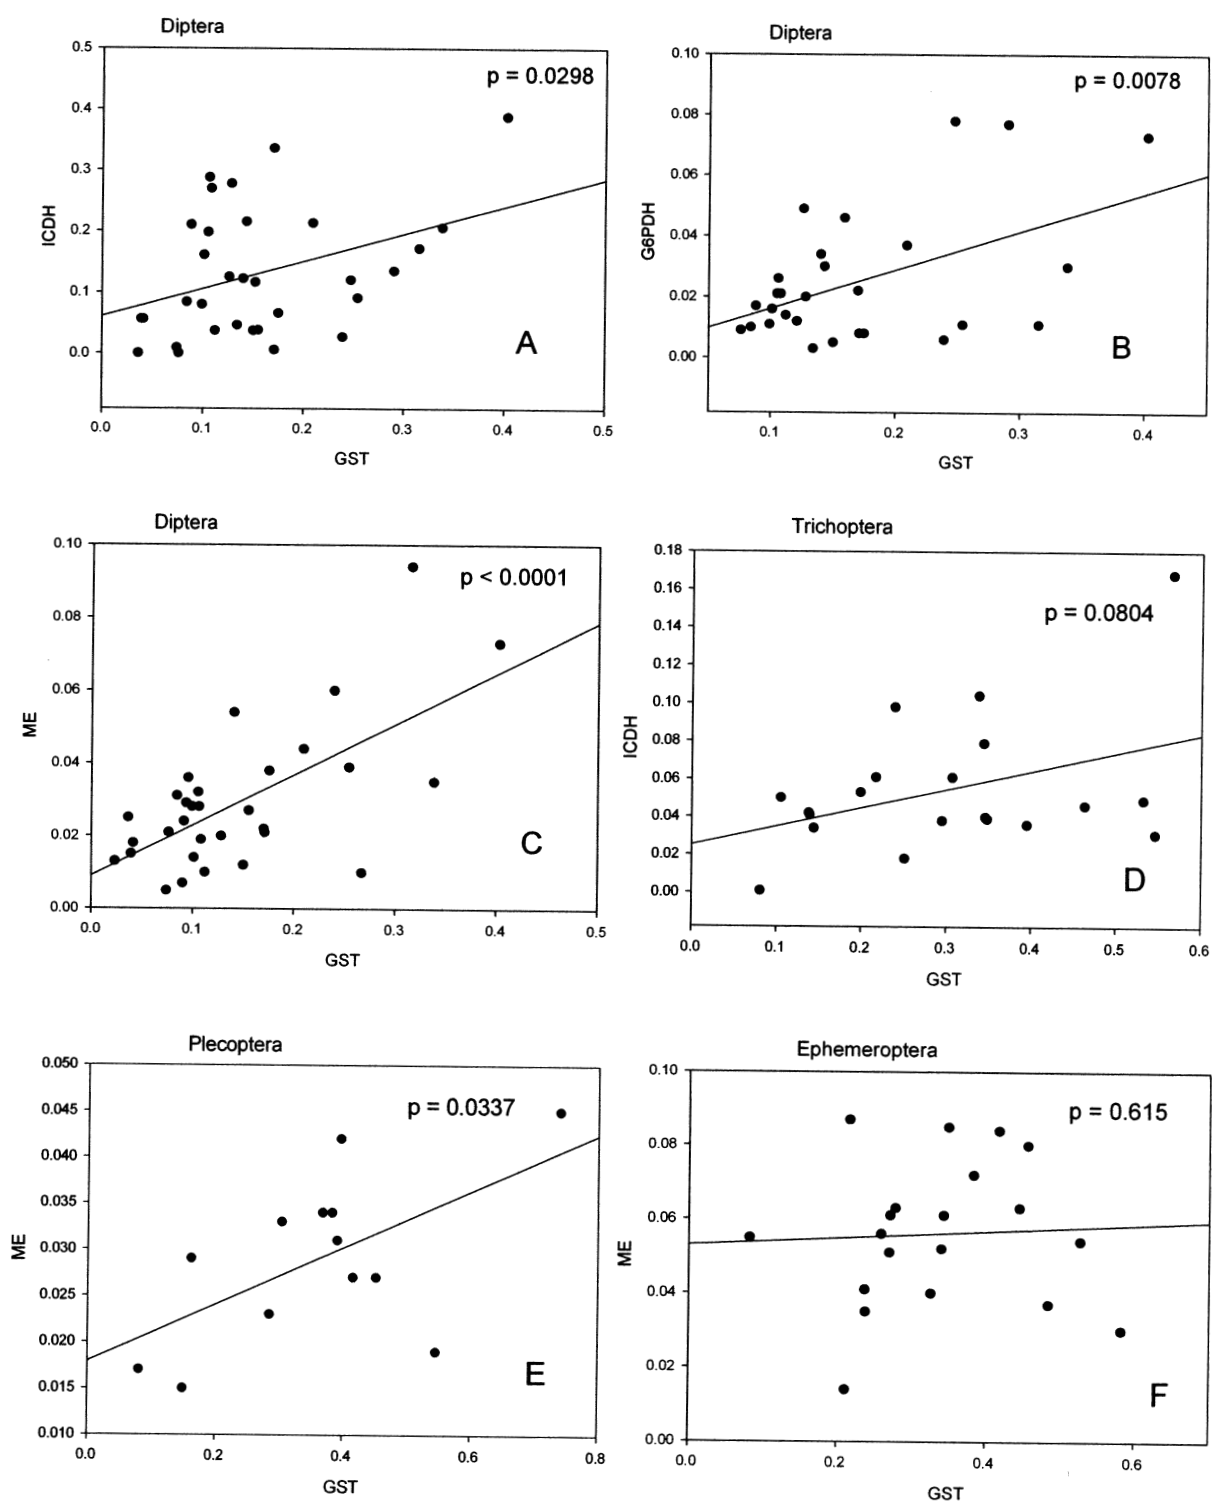 Diptera
0.5
0.4
0.3
0.2
0.1
0.0
ICDH
p = 0.0298
A
0.0 0.1 0.2 0.3 0.4 0.5
GST
Diptera
0.10
0.08
0.06
0.04
0.02
0.00
G6PDH
p = 0.0078
B
0.1 0.2 0.3 0.4
GST
Diptera
0.10
0.08
0.06
0.04
0.02
0.00
ME
p < 0.0001
C
0.0 0.1 0.2 0.3 0.4 0.5
GST
Trichoptera
0.18
0.16
0.14
0.12
0.10
0.08
0.06
0.04
0.02
0.00
ICDH
p = 0.0804
D
0.0 0.1 0.2 0.3 0.4 0.5 0.6
GST
Plecoptera
0.050
0.045
0.040
0.035
0.030
0.025
0.020
0.015
0.010
ME
p = 0.0337
E
0.0 0.2 0.4 0.6 0.8
GST
Ephemeroptera
0.10
0.08
0.06
0.04
0.02
0.00
ME
p = 0.615
F
0.0 0.2 0.4 0.6
GST